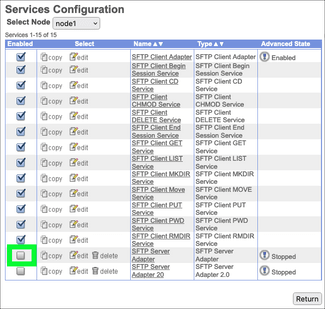 Services Configuration
Select Node node1
Services 1-15 of 15
Enabled Select Name ▲▼ Type ▲▼ Advanced State
copy edit SFTP Client Adapter SFTP Client Adapter Enabled
copy edit SFTP Client Begin Session Service SFTP Client Begin Session Service
copy edit SFTP Client CD Service SFTP Client CD Service
copy edit SFTP Client CHMOD Service SFTP Client CHMOD Service
copy edit SFTP Client DELETE Service SFTP Client DELETE Service
copy edit SFTP Client End Session Service SFTP Client End Session Service
copy edit SFTP Client GET Service SFTP Client GET Service
copy edit SFTP Client LIST Service SFTP Client LIST Service
copy edit SFTP Client MKDIR Service SFTP Client MKDIR Service
copy edit SFTP Client Move Service SFTP Client Move Service
copy edit SFTP Client PUT Service SFTP Client PUT Service
copy edit SFTP Client PWD Service SFTP Client PWD Service
copy edit SFTP Client RMDIR Service SFTP Client RMDIR Service
copy edit delete SFTP Server Adapter SFTP Server Adapter Stopped
copy edit delete SFTP Server Adapter 20 SFTP Server Adapter 2.0 Stopped
Return